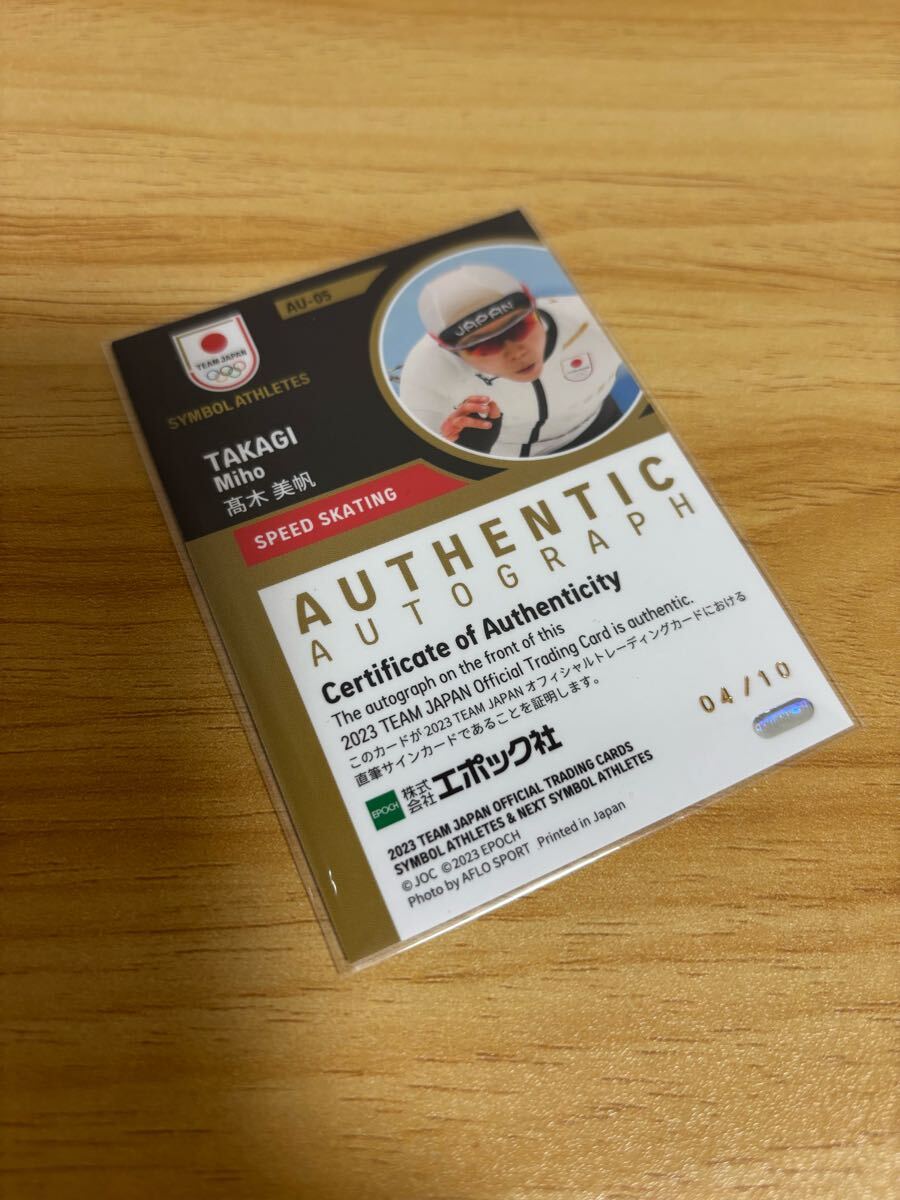 AU-05
TEAM JAPAN
SYMBOL ATHLETES
TAKAGI
Miho
髙木 美帆
SPEED SKATING
JAPAN
AUTHENTIC
AUTOGRAPH
Certificate of Authenticity
The autograph on the front of this
2023 TEAM JAPAN Official Trading Card is authentic.
このカードが 2023 TEAM JAPAN オフィシャルトレーディングカードにおける
直筆サインカードであることを証明します。
04/10
EPOCH
株式会社エポック社
2023 TEAM JAPAN OFFICIAL TRADING CARDS
SYMBOL ATHLETES & NEXT SYMBOL ATHLETES
©JOC ©2023 EPOCH
Photo by AFLO SPORT Printed in Japan